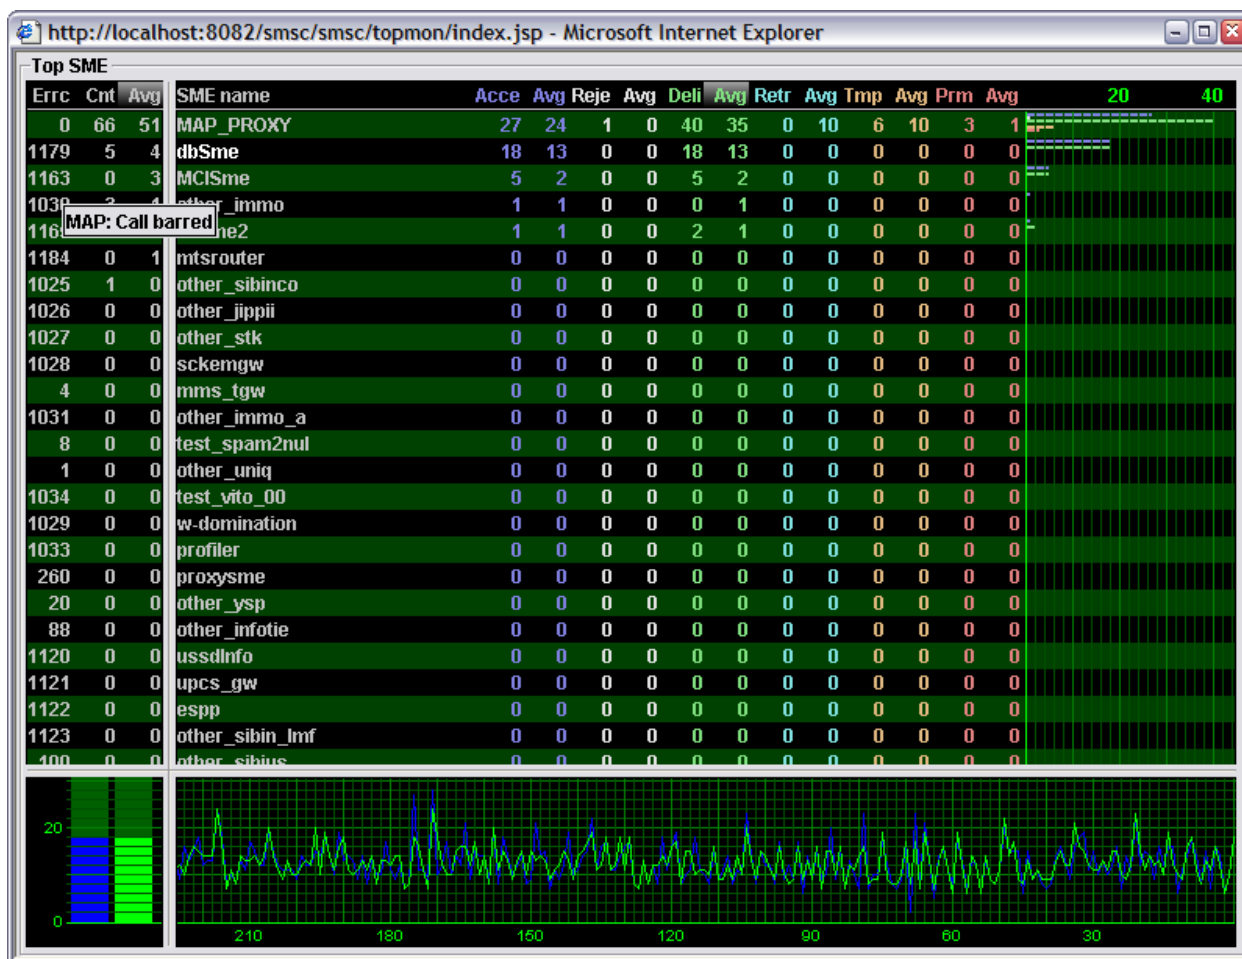 http://localhost:8082/smsc/smsc/topmon/index.jsp - Microsoft Internet Explorer
Top SME
Errc Cnt Avg SME name Acce Avg Reje Avg Deli Avg Retr Avg Tmp Avg Prm Avg 20 40
0 66 51 MAP_PROXY 27 24 1 0 40 35 0 10 6 10 3 1
1179 5 4 dbSme 18 13 0 0 18 13 0 0 0 0 0 0
1163 0 3 MCISme 5 2 0 0 5 2 0 0 0 0 0 0
other_immo 1 1 0 0 0 1 0 0 0 0 0 0
MAP: Call barred
1 1 0 0 2 1 0 0 0 0 0 0
1184 0 1 mtsrouter 0 0 0 0 0 0 0 0 0 0 0 0
1025 1 0 other_sibinco 0 0 0 0 0 0 0 0 0 0 0 0
1026 0 0 other_jippii 0 0 0 0 0 0 0 0 0 0 0 0
1027 0 0 other_stk 0 0 0 0 0 0 0 0 0 0 0 0
1028 0 0 sckemgw 0 0 0 0 0 0 0 0 0 0 0 0
4 0 0 mms_tgw 0 0 0 0 0 0 0 0 0 0 0 0
1031 0 0 other_immo_a 0 0 0 0 0 0 0 0 0 0 0 0
8 0 0 test_spam2nul 0 0 0 0 0 0 0 0 0 0 0 0
1 0 0 other_uniq 0 0 0 0 0 0 0 0 0 0 0 0
1034 0 0 test_vito_00 0 0 0 0 0 0 0 0 0 0 0 0
1029 0 0 w-domination 0 0 0 0 0 0 0 0 0 0 0 0
1033 0 0 profiler 0 0 0 0 0 0 0 0 0 0 0 0
260 0 0 proxysme 0 0 0 0 0 0 0 0 0 0 0 0
20 0 0 other_ysp 0 0 0 0 0 0 0 0 0 0 0 0
88 0 0 other_infotie 0 0 0 0 0 0 0 0 0 0 0 0
1120 0 0 ussdInfo 0 0 0 0 0 0 0 0 0 0 0 0
1121 0 0 upcs_gw 0 0 0 0 0 0 0 0 0 0 0 0
1122 0 0 espp 0 0 0 0 0 0 0 0 0 0 0 0
1123 0 0 other_sibin_lmf 0 0 0 0 0 0 0 0 0 0 0 0
100 0 0 other_sibius 0 0 0 0 0 0 0 0 0 0 0 0
20
0
210 180 150 120 90 60 30